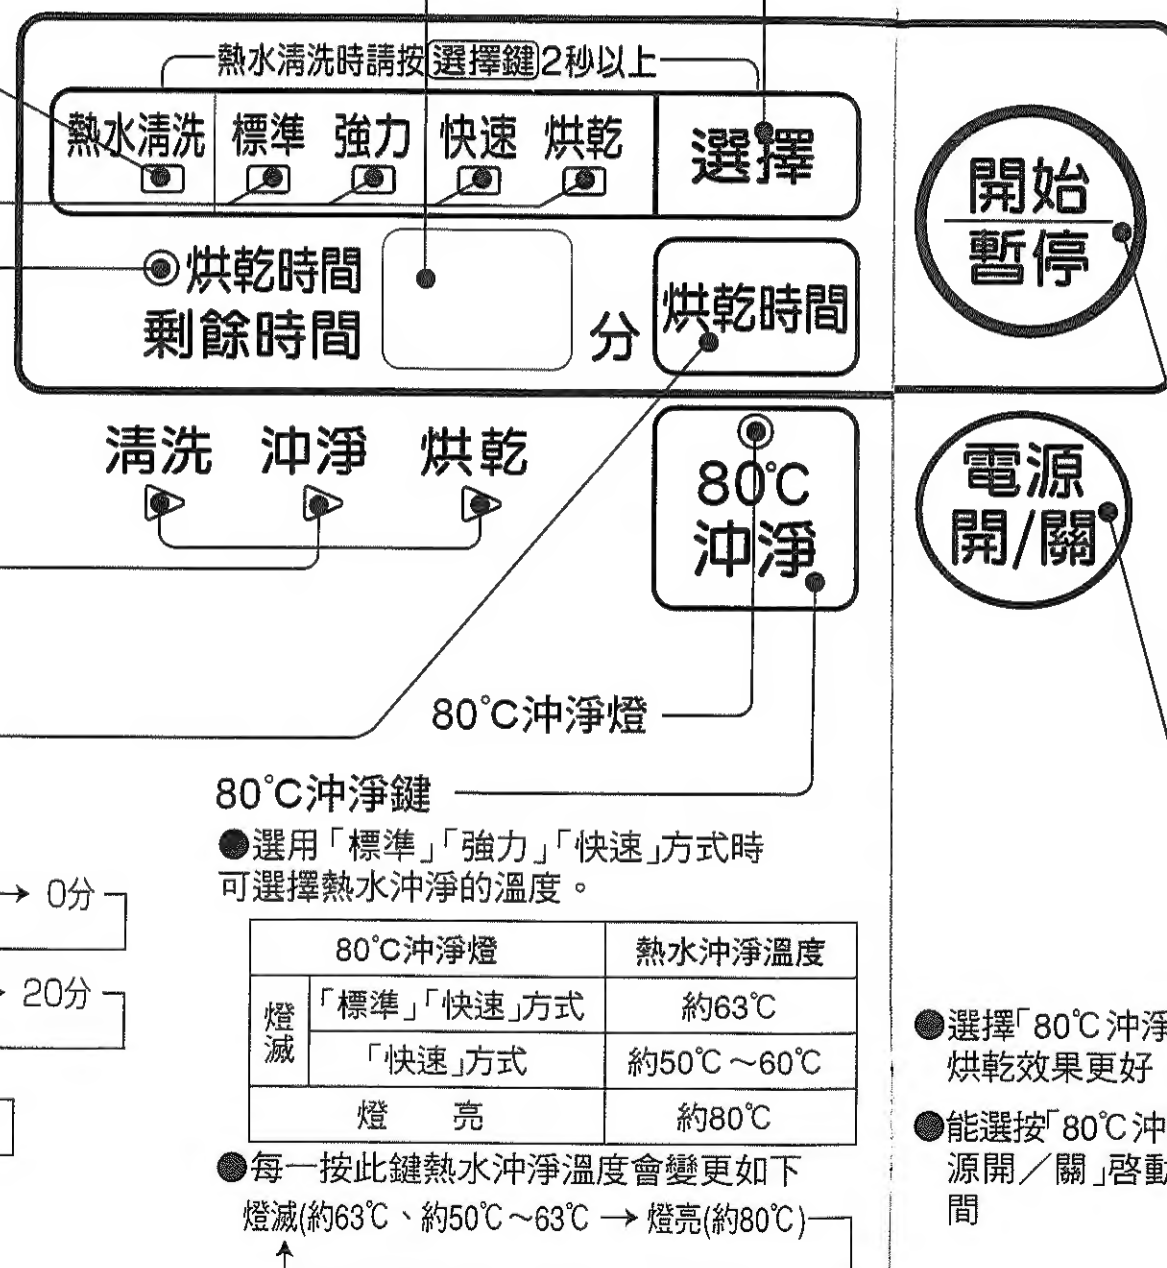 熱水清洗時請按選擇鍵2秒以上
熱水清洗 標準 強力 快速 烘乾 選擇
開始
暫停
烘乾時間
剩餘時間 分 烘乾時間
清洗 沖淨 烘乾
80℃
沖淨
電源
開/關
80℃沖淨燈
80℃沖淨鍵
●選用「標準」「強力」「快速」方式時
可選擇熱水沖淨的溫度。
→ 0分
→ 20分
80℃沖淨燈 熱水沖淨溫度
燈滅 「標準」「快速」方式 約63℃
「快速」方式 約50℃～60℃
燈 亮 約80℃
●每一按此鍵熱水沖淨溫度會變更如下
燈滅(約63℃、約50℃～63℃ → 燈亮(約80℃)
●選擇「80℃沖淨
烘乾效果更好
●能選按「80℃沖
源開／關」啓動
間